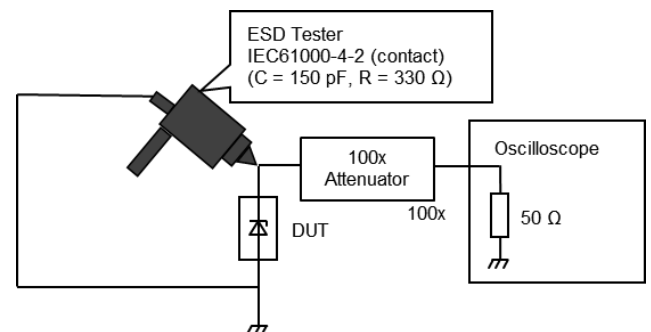 ESD Tester
IEC61000-4-2 (contact)
(C = 150 pF, R = 330 Ω)
100x
Attenuator
100x
Oscilloscope
50 Ω
DUT